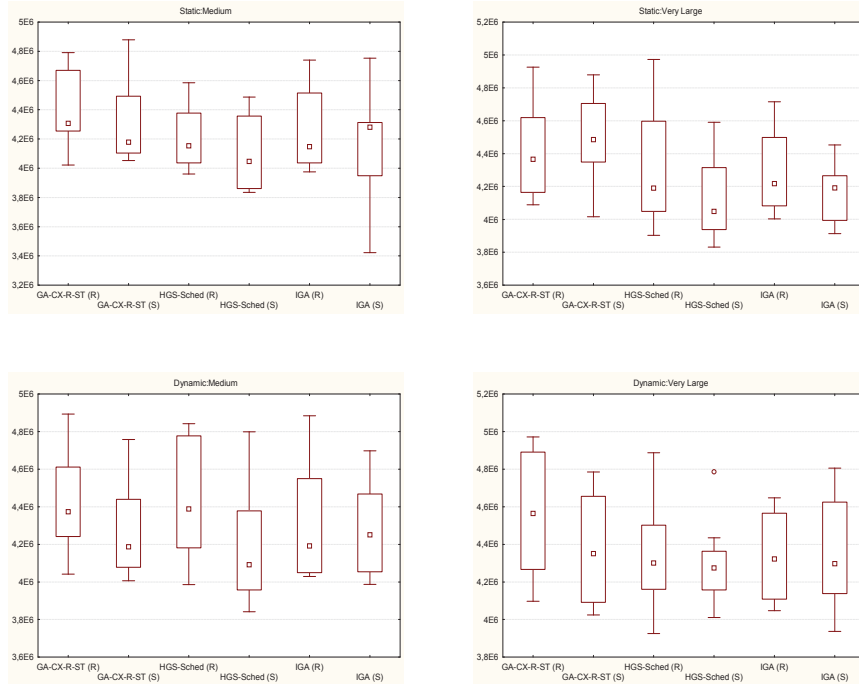 Static:Medium
5E6
4,8E6
4,6E6
4,4E6
4,2E6
4E6
3,8E6
3,6E6
3,4E6
3,2E6
GA-CX-R-ST (R)
HGS-Sched (R)
IGA (R)
GA-CX-R-ST (S)
HGS-Sched (S)
IGA (S)
Static:Very Large
5,2E6
5E6
4,8E6
4,6E6
4,4E6
4,2E6
4E6
3,8E6
3,6E6
GA-CX-R-ST (R)
HGS-Sched (R)
IGA (R)
GA-CX-R-ST (S)
HGS-Sched (S)
IGA (S)
Dynamic:Medium
5E6
4,8E6
4,6E6
4,4E6
4,2E6
4E6
3,8E6
3,6E6
GA-CX-R-ST (R)
HGS-Sched (R)
IGA (R)
GA-CX-R-ST (S)
HGS-Sched (S)
IGA (S)
Dynamic:Very Large
5,2E6
5E6
4,8E6
4,6E6
4,4E6
4,2E6
4E6
3,8E6
GA-CX-R-ST (R)
HGS-Sched (R)
IGA (R)
GA-CX-R-ST (S)
HGS-Sched (S)
IGA (S)